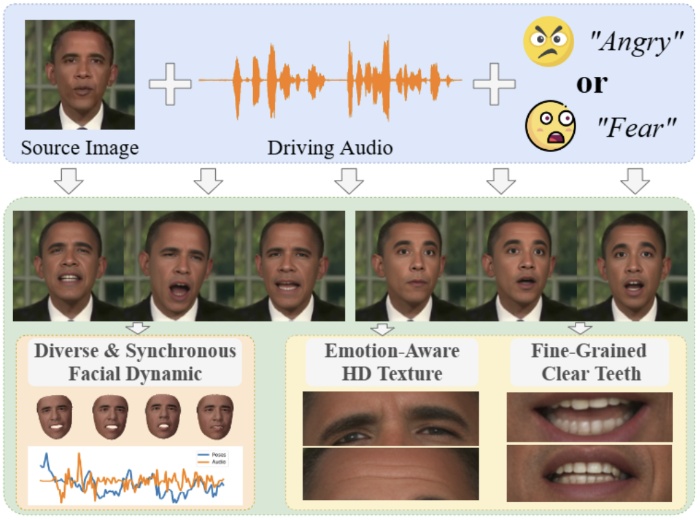 "Angry"
or
"Fear"
Source Image
Driving Audio
Diverse & Synchronous
Facial Dynamic
Emotion-Aware
HD Texture
Fine-Grained
Clear Teeth
Poses
Audio